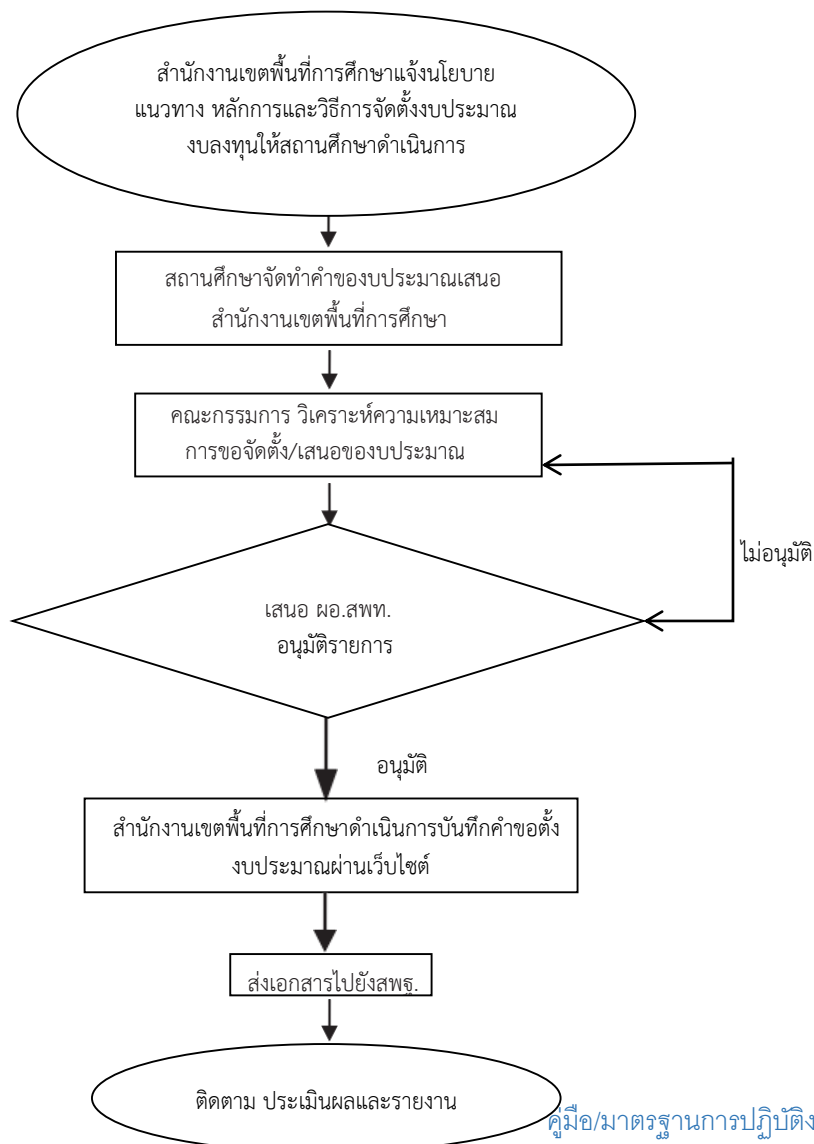 สำนักงานเขตพื้นที่การศึกษาแจ้งนโยบาย
แนวทาง หลักการและวิธีการจัดตั้งงบประมาณ
งบลงทุนให้สถานศึกษาดำเนินการ
สถานศึกษาจัดทำคำของบประมาณเสนอ
สำนักงานเขตพื้นที่การศึกษา
คณะกรรมการ วิเคราะห์ความเหมาะสม
การขอจัดตั้ง/เสนอของบประมาณ
ไม่อนุมัติ
เสนอ ผอ.สพท.
อนุมัติรายการ
อนุมัติ
สำนักงานเขตพื้นที่การศึกษาดำเนินการบันทึกคำขอตั้ง
งบประมาณผ่านเว็บไซต์
ส่งเอกสารไปยังสพฐ.
ติดตาม ประเมินผลและรายงาน
คู่มือ/มาตรฐานการปฏิบัติง